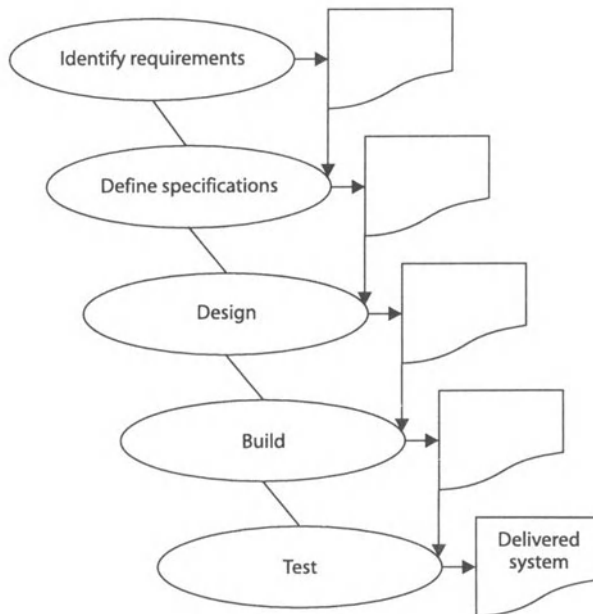 Identify requirements
Define specifications
Design
Build
Test
Delivered
system